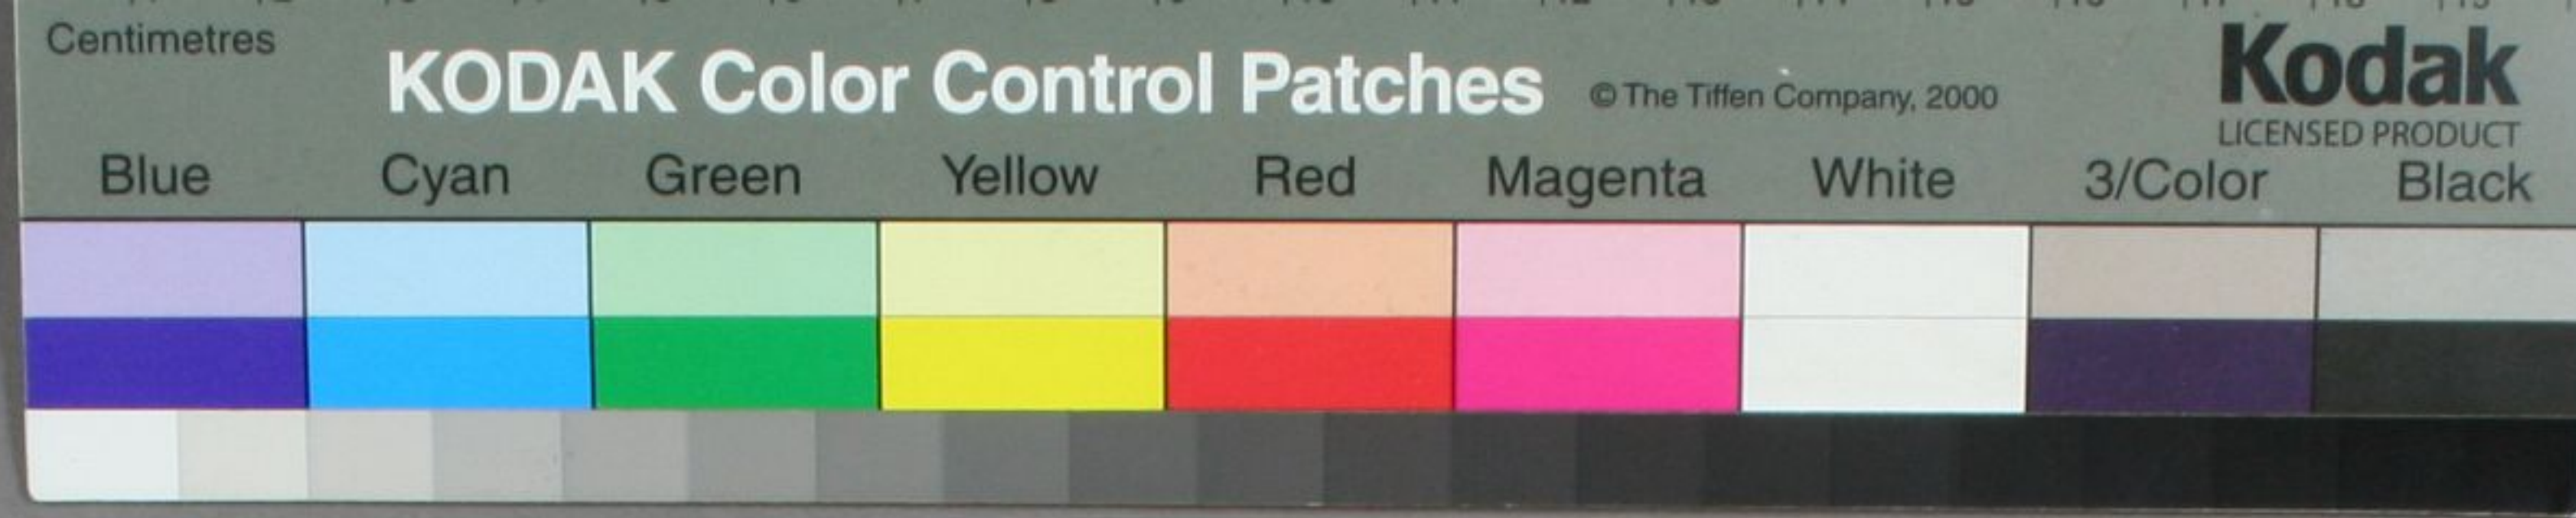 Centimetres
KODAK Color Control Patches
© The Tiffen Company, 2000
Kodak
LICENSED PRODUCT
Blue Cyan Green Yellow Red Magenta White 3/Color Black